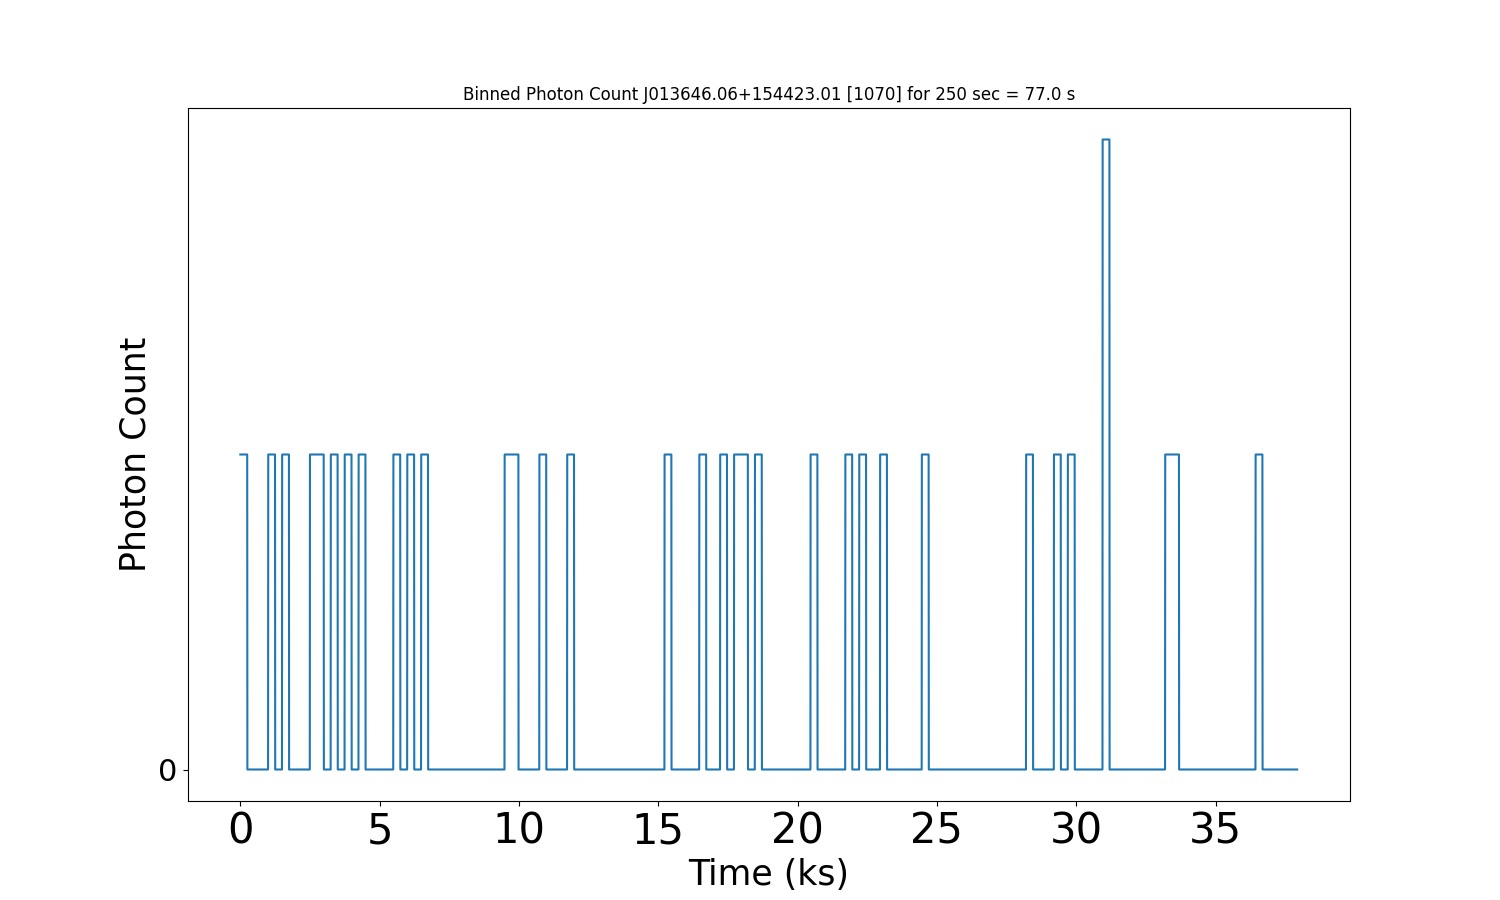 Binned Photon Count J013646.06+154423.01 [1070] for 250 sec = 77.0 s
Photon Count
0
0 5 10 15 20 25 30 35
Time (ks)